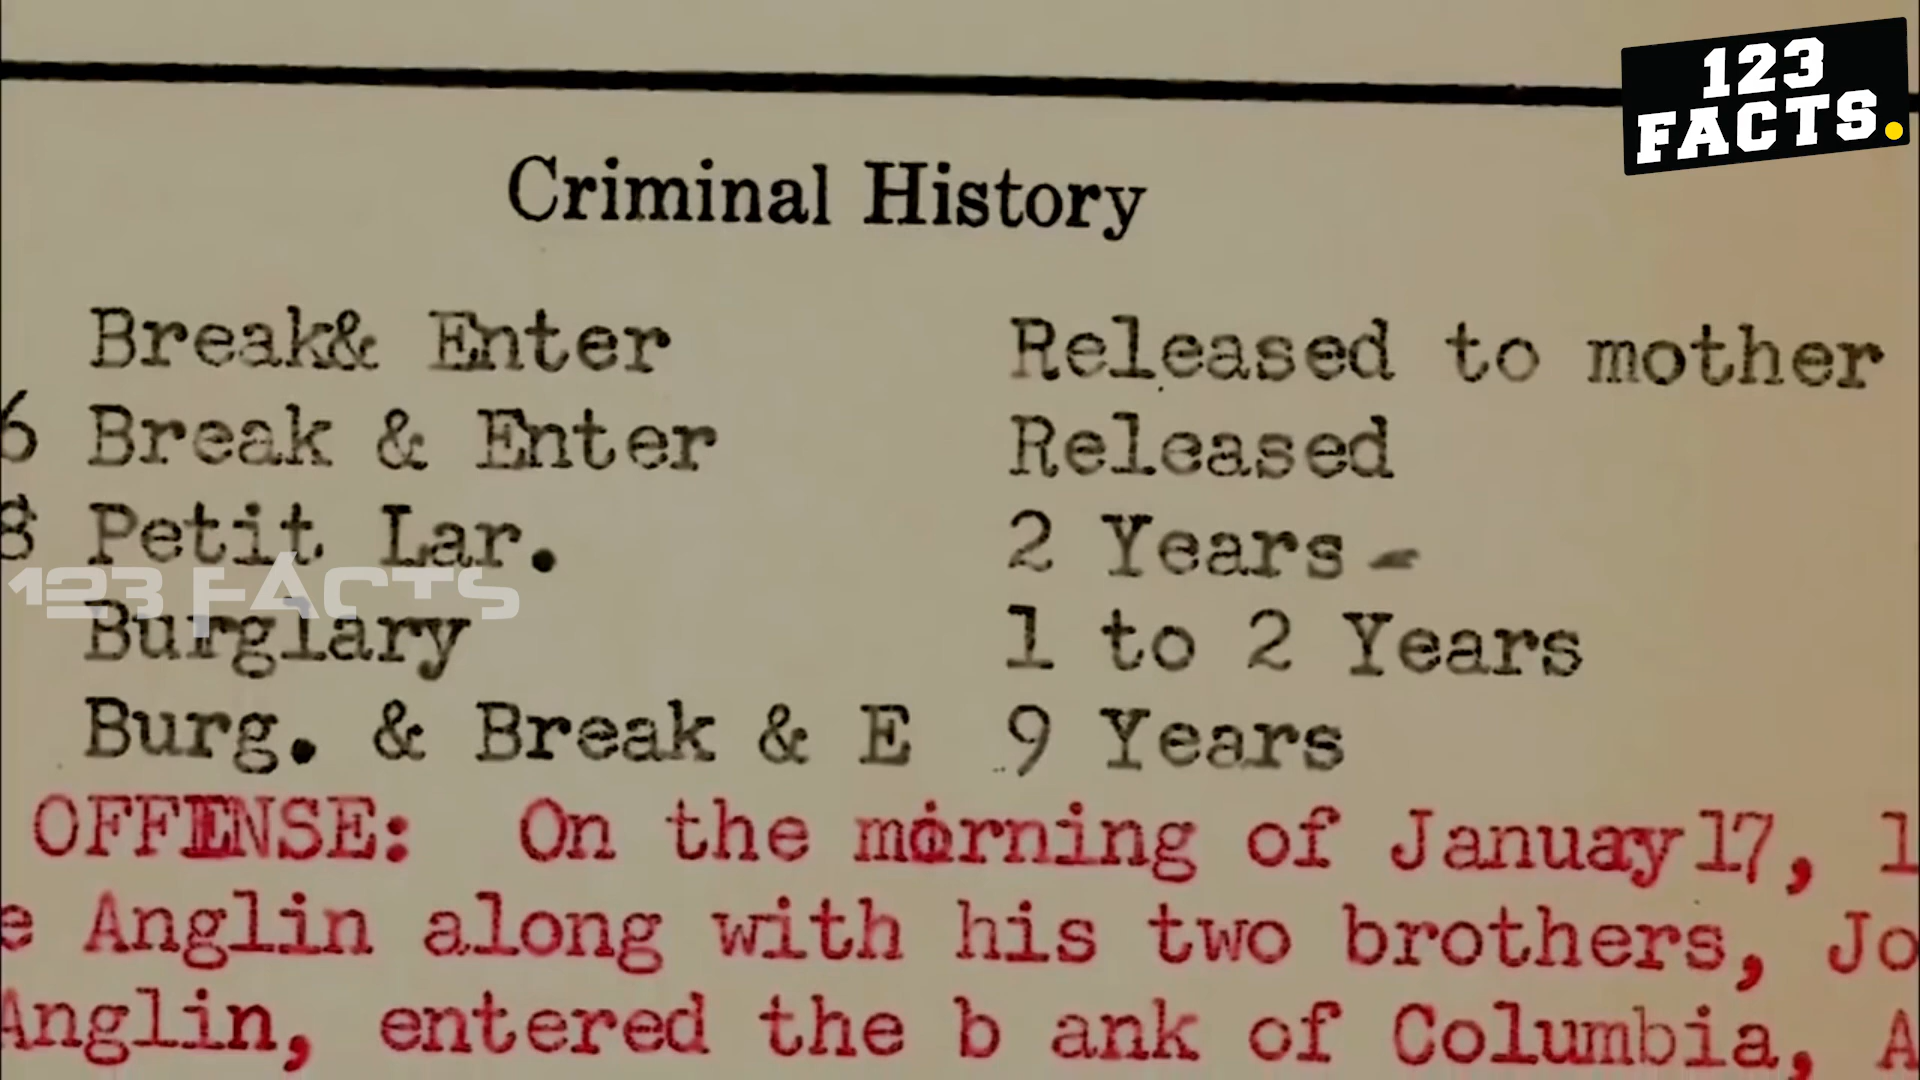 123
FACTS.
Criminal History
Break& Enter Released to mother
6 Break & Enter Released
8 Petit Lar. 2 Years -
123 FACTS
Burglary 1 to 2 Years
Burg. & Break & E 9 Years
OFFENSE: On the morning of Januay 17, 1
e Anglin along with his two brothers, Jo
Anglin, entered the b ank of Columbia, A